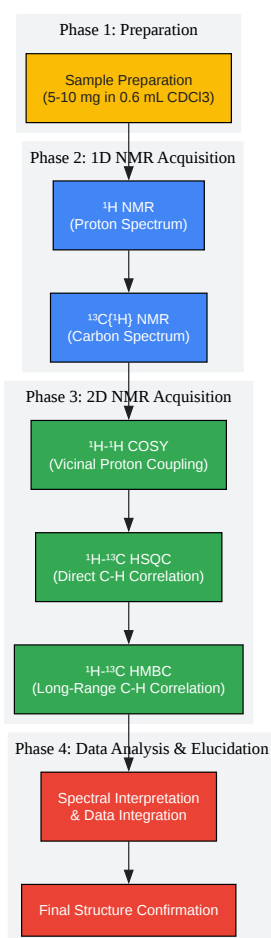 Phase 1: Preparation
Sample Preparation
(5-10 mg in 0.6 mL CDCl3)
Phase 2: 1D NMR Acquisition
¹H NMR
(Proton Spectrum)
¹³C{¹H} NMR
(Carbon Spectrum)
Phase 3: 2D NMR Acquisition
¹H-¹H COSY
(Vicinal Proton Coupling)
¹H-¹³C HSQC
(Direct C-H Correlation)
¹H-¹³C HMBC
(Long-Range C-H Correlation)
Phase 4: Data Analysis & Elucidation
Spectral Interpretation
& Data Integration
Final Structure Confirmation